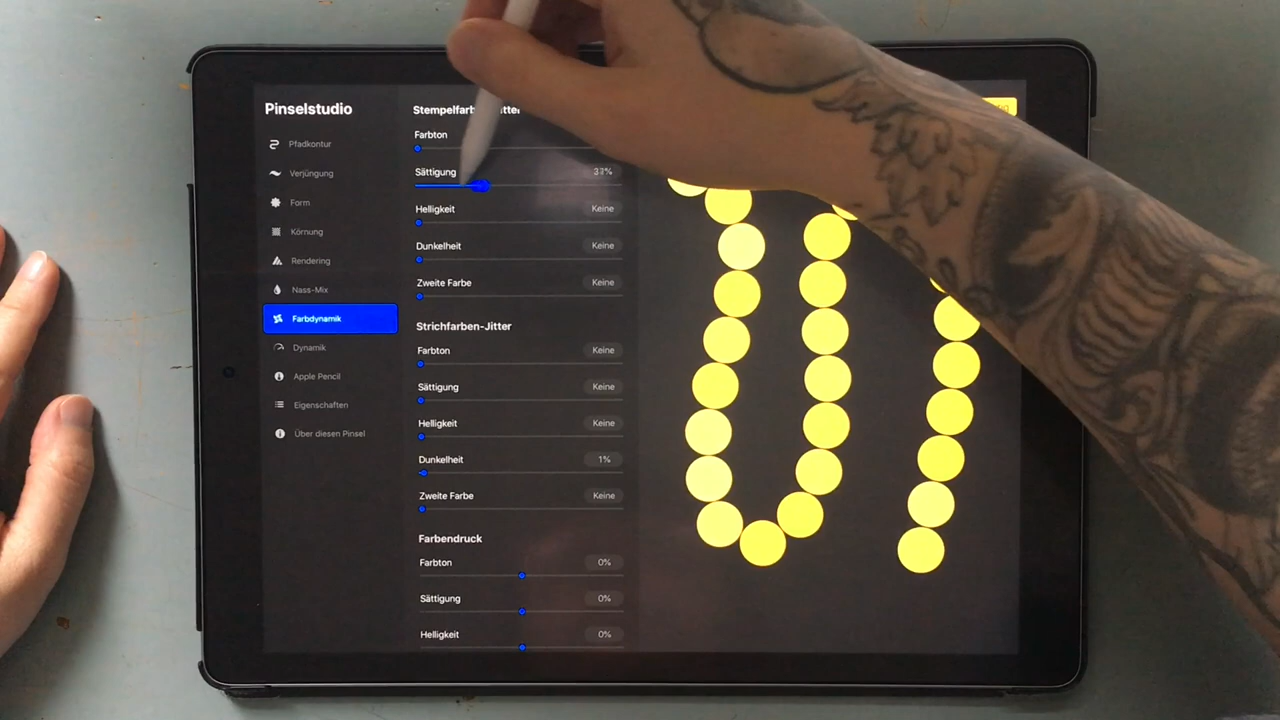 Pinselstudio
Pfadkontur
Verjüngung
Form
Körnung
Rendering
Nass-Mix
Farbdynamik
Dynamik
Apple Pencil
Eigenschaften
Über diesen Pinsel
Farbton
Sättigung
Helligkeit Keine
Dunkelheit Keine
Zweite Farbe Keine
Strichfarben-Jitter
Farbton Keine
Sättigung Keine
Helligkeit Keine
Dunkelheit 1%
Zweite Farbe Keine
Farbendruck
Farbton 0%
Sättigung 0%
Helligkeit 0%